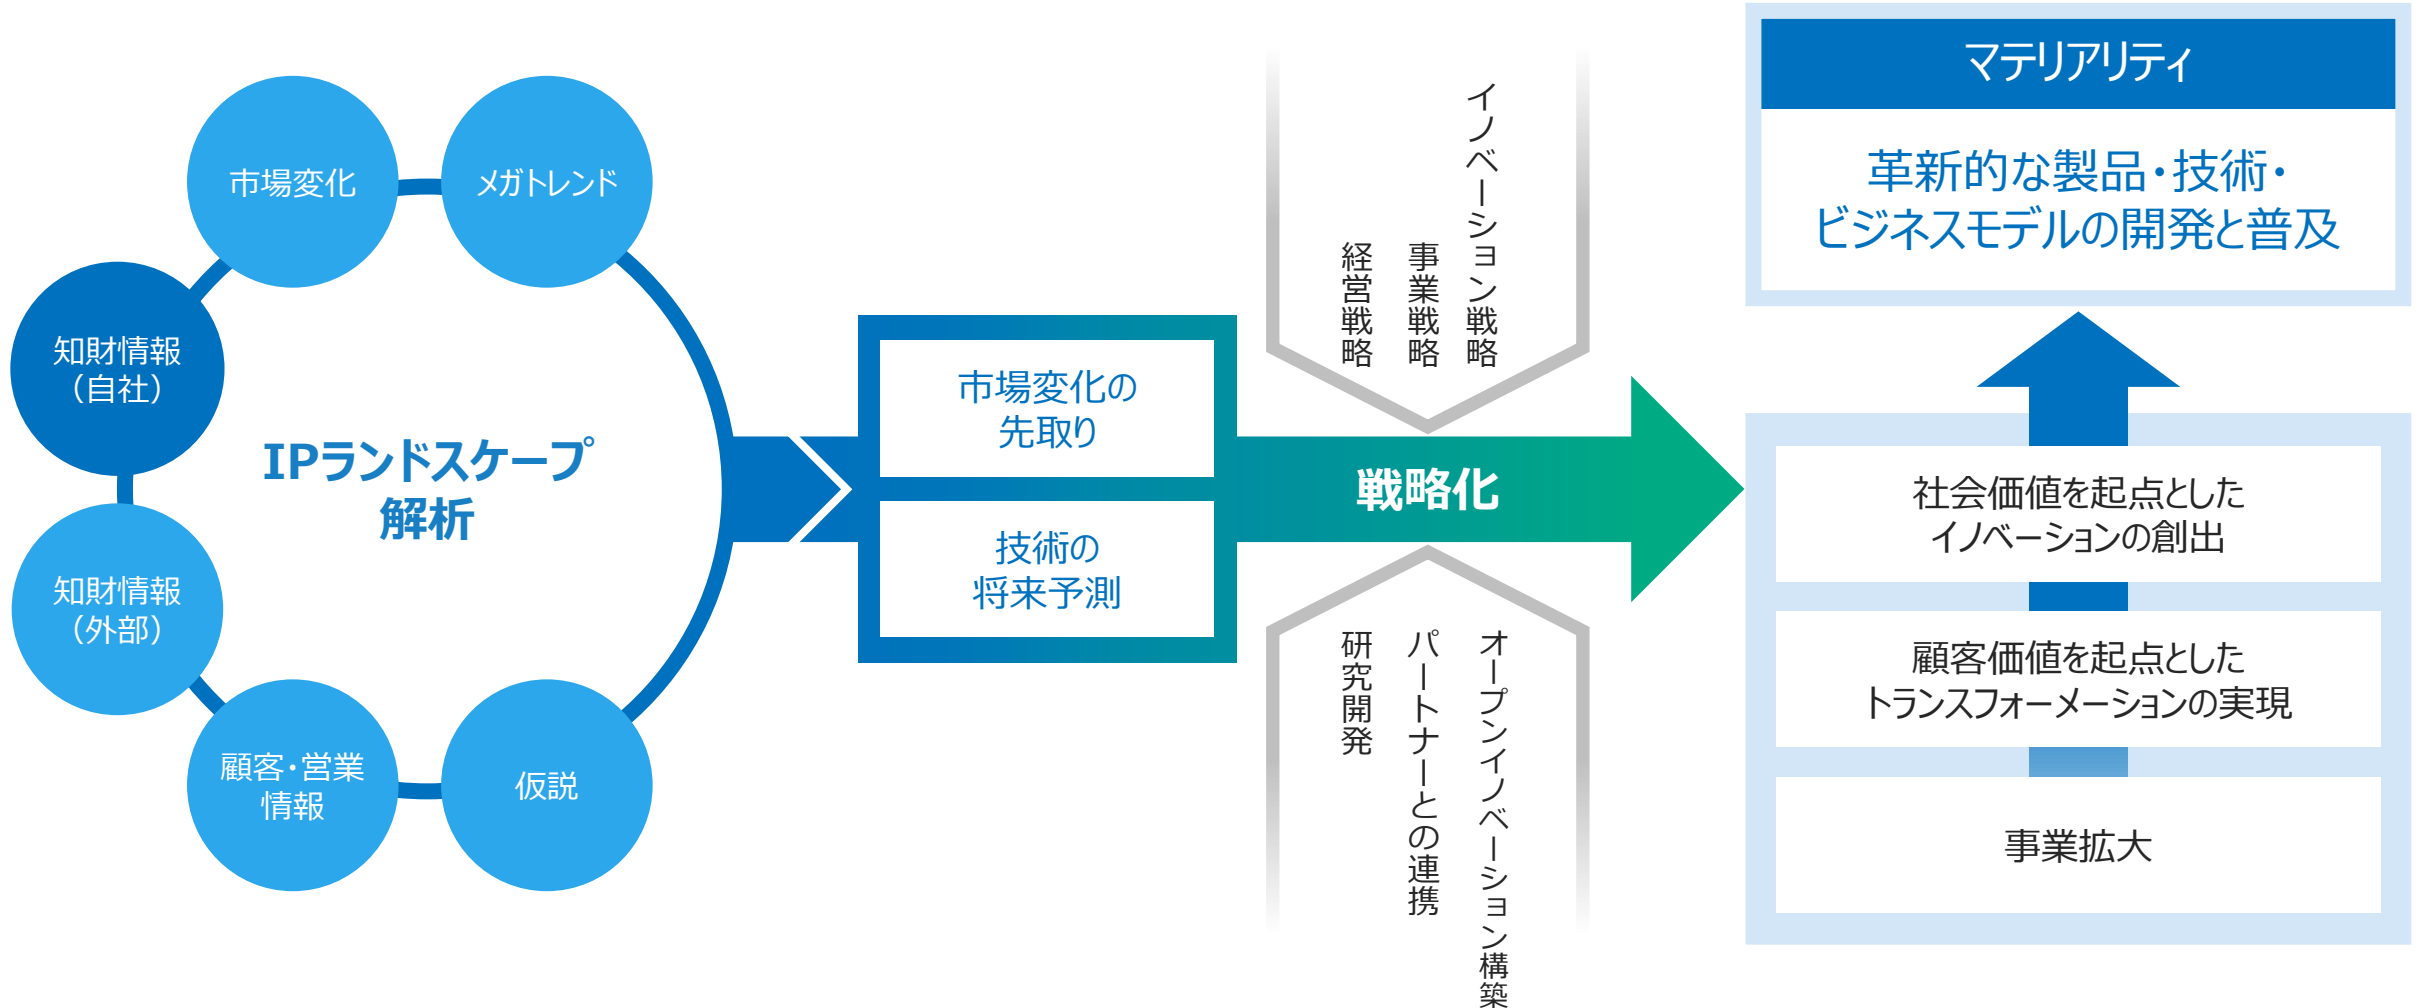 市場変化
メガトレンド
知財情報
（自社）
IPランドスケープ
解析
知財情報
（外部）
顧客・営業
情報
仮説
市場変化の
先取り
技術の
将来予測
経営戦略
事業戦略
イノベーション戦略
戦略化
研究開発
パートナーとの連携
オープンイノベーション構築
マテリアリティ
革新的な製品・技術・
ビジネスモデルの開発と普及
社会価値を起点とした
イノベーションの創出
顧客価値を起点とした
トランスフォーメーションの実現
事業拡大